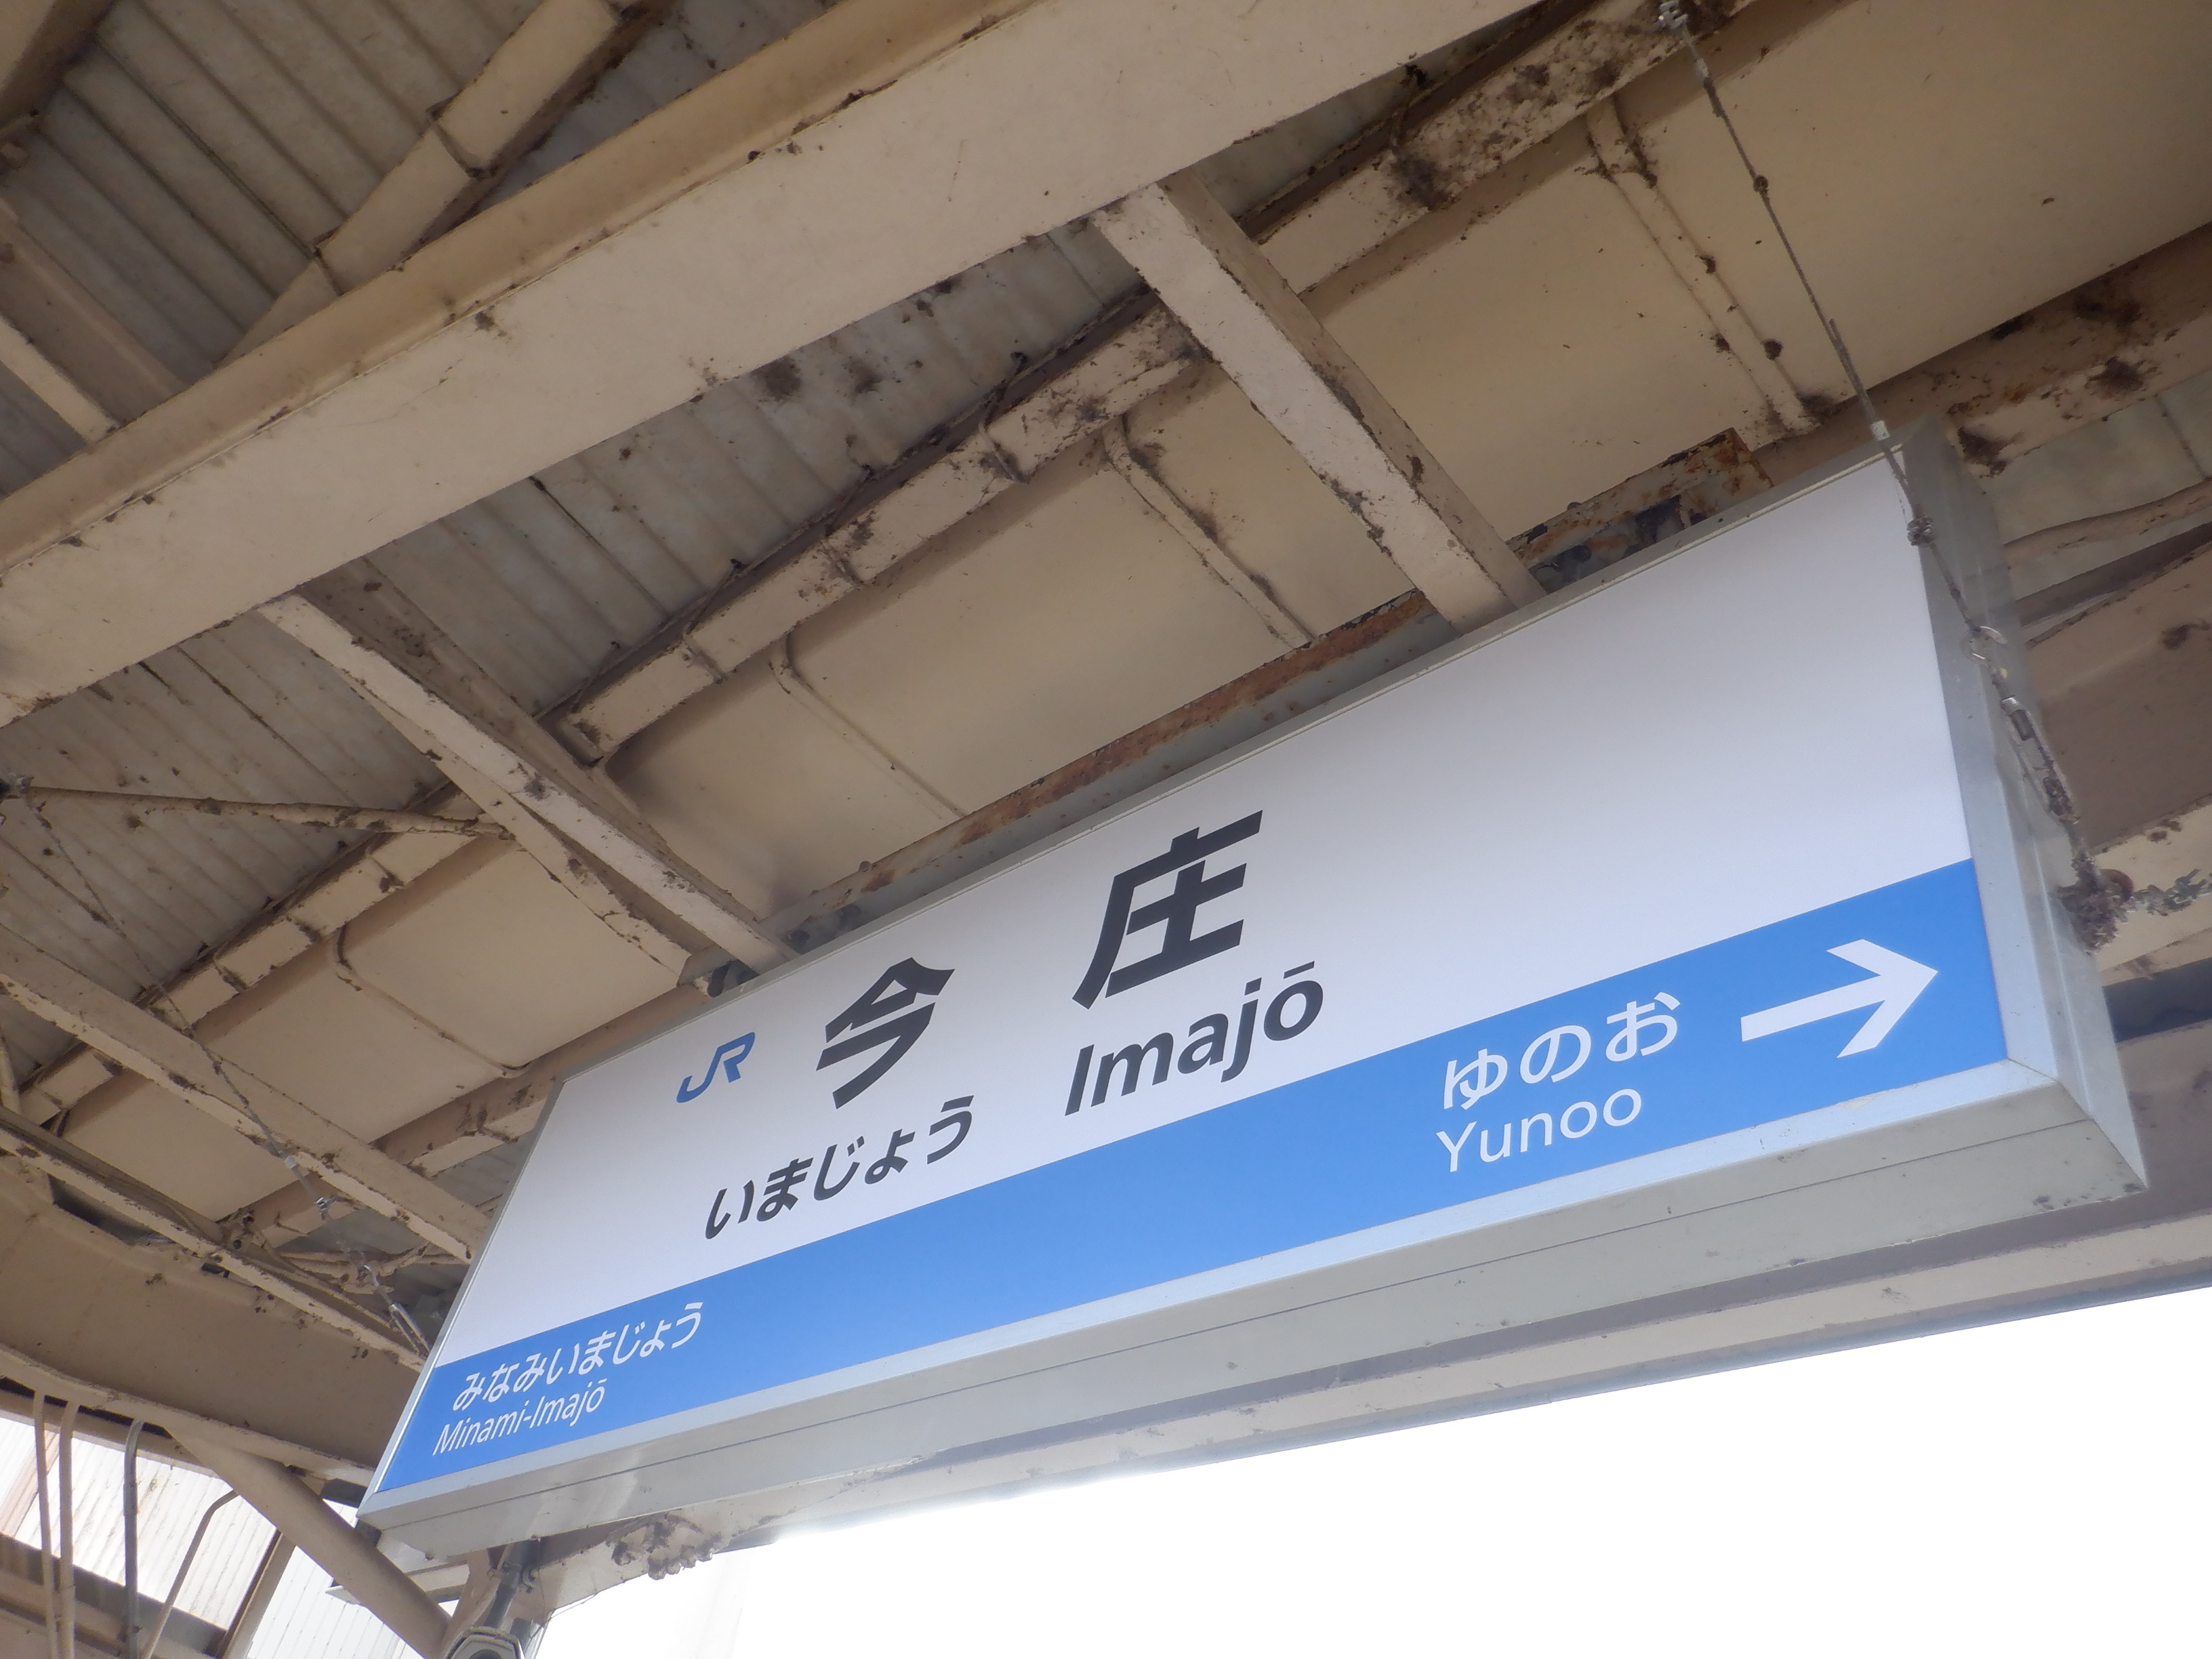 JR 今庄
いまじょう Imajō
みなみいまじょう
Minami-Imajō
ゆのお →
Yunoo